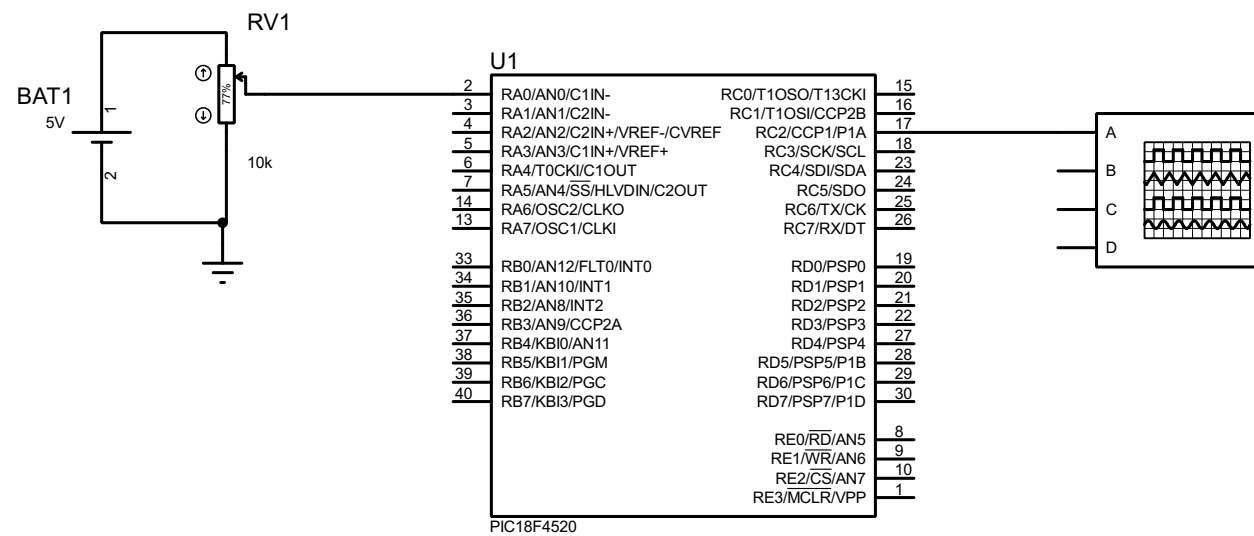 RV1
BAT1
5V
1
2
77%
10k
U1
2 RA0/AN0/C1IN- RC0/T1OSO/T13CKI 15
3 RA1/AN1/C2IN- RC1/T1OSI/CCP2B 16
4 RA2/AN2/C2IN+/VREF-/CVREF RC2/CCP1/P1A 17
5 RA3/AN3/C1IN+/VREF+ RC3/SCK/SCL 18
6 RA4/T0CKI/C1OUT RC4/SDI/SDA 23
7 RA5/AN4/SS/HLVDIN/C2OUT RC5/SDO 24
14 RA6/OSC2/CLKO RC6/TX/CK 25
13 RA7/OSC1/CLKI RC7/RX/DT 26
33 RB0/AN12/FLT0/INT0 RD0/PSP0 19
34 RB1/AN10/INT1 RD1/PSP1 20
35 RB2/AN8/INT2 RD2/PSP2 21
36 RB3/AN9/CCP2A RD3/PSP3 22
37 RB4/KBI0/AN11 RD4/PSP4 27
38 RB5/KBI1/PGM RD5/PSP5/P1B 28
39 RB6/KBI2/PGC RD6/PSP6/P1C 29
40 RB7/KBI3/PGD RD7/PSP7/P1D 30
RE0/RD/AN5 8
RE1/WR/AN6 9
RE2/CS/AN7 10
RE3/MCLR/VPP 1
PIC18F4520
A
B
C
D